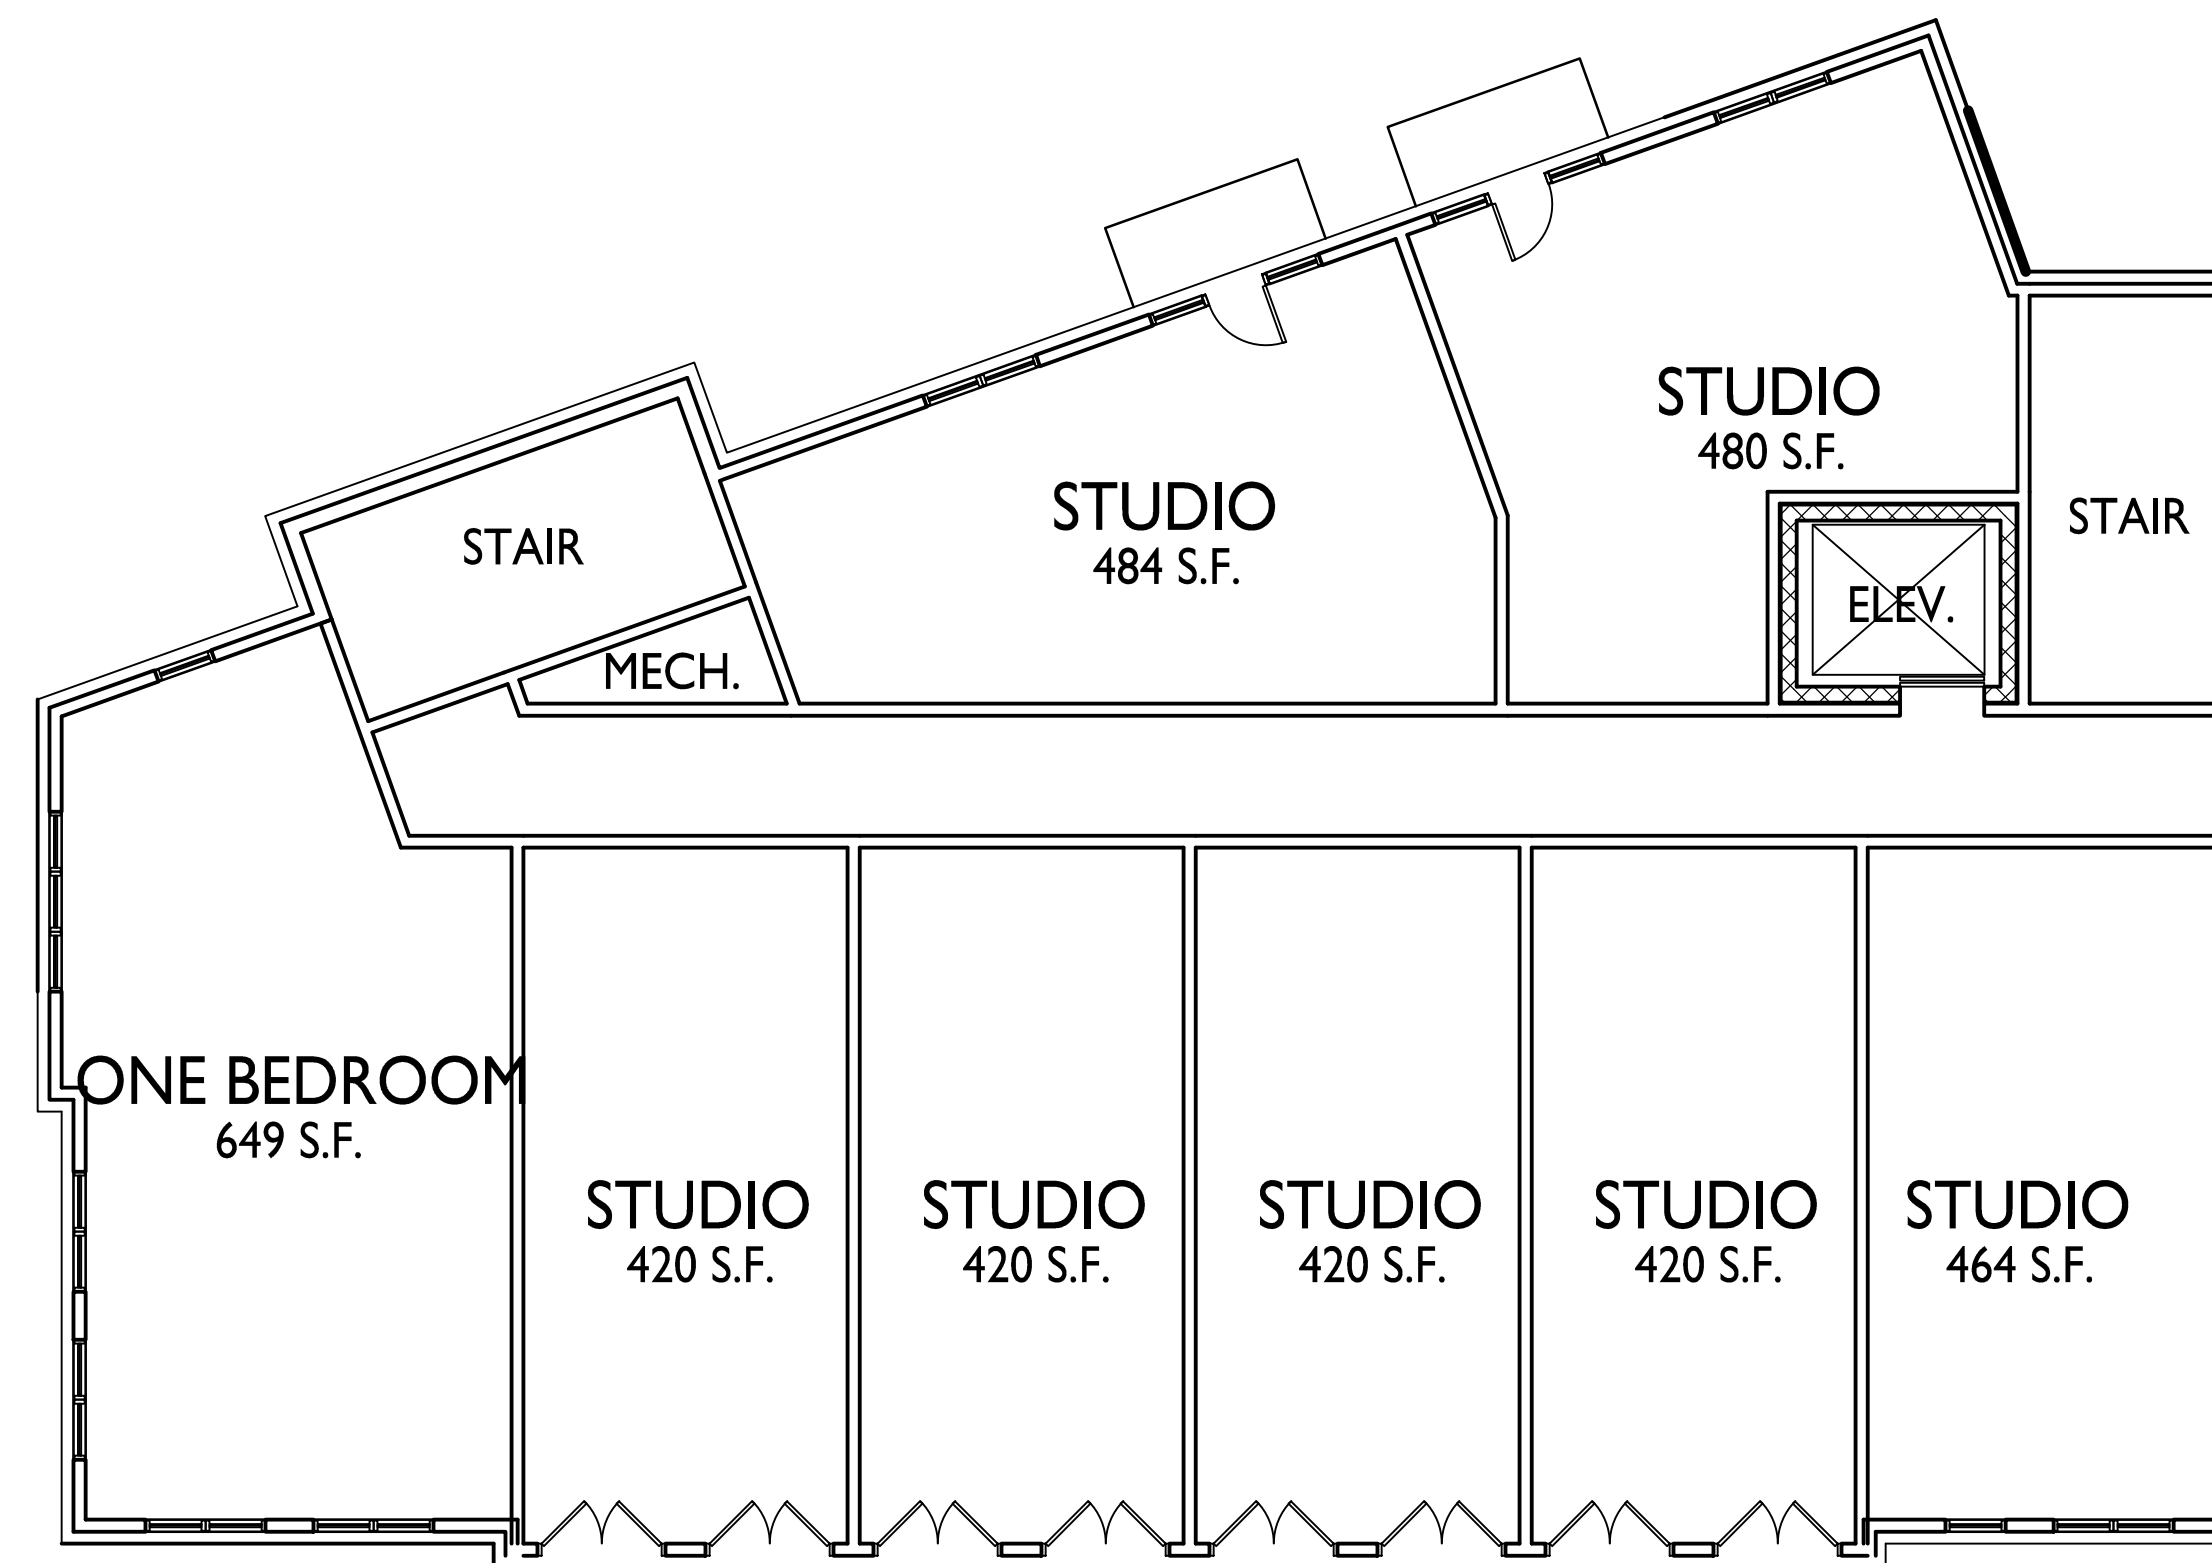 STUDIO
480 S.F.
STUDIO
484 S.F.
STAIR
STAIR
ELEV.
MECH.
ONE BEDROOM
649 S.F.
STUDIO
420 S.F.
STUDIO
420 S.F.
STUDIO
420 S.F.
STUDIO
420 S.F.
STUDIO
464 S.F.